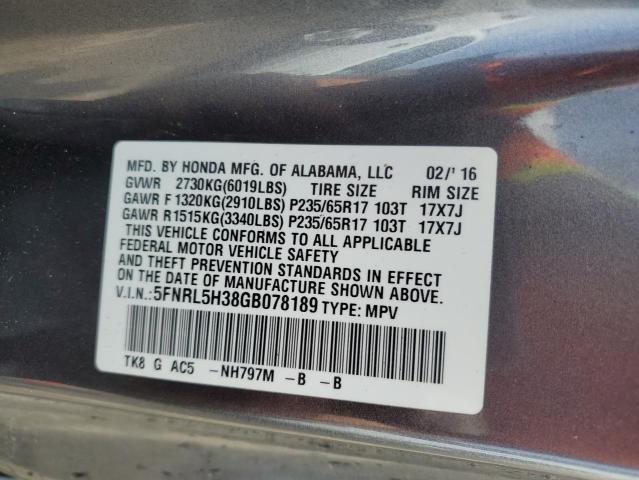 MFD. BY HONDA MFG. OF ALABAMA, LLC 02/'16
GVWR 2730KG(6019LBS) TIRE SIZE RIM SIZE
GAWR F 1320KG(2910LBS) P235/65R17 103T 17X7J
GAWR R 1515KG(3340LBS) P235/65R17 103T 17X7J
THIS VEHICLE CONFORMS TO ALL APPLICABLE
FEDERAL MOTOR VEHICLE SAFETY
AND THEFT PREVENTION STANDARDS IN EFFECT
ON THE DATE OF MANUFACTURE SHOWN ABOVE.
V.I.N.:5FNRL5H38GB078189 TYPE: MPV
TK8 G AC5 -NH797M -B -B